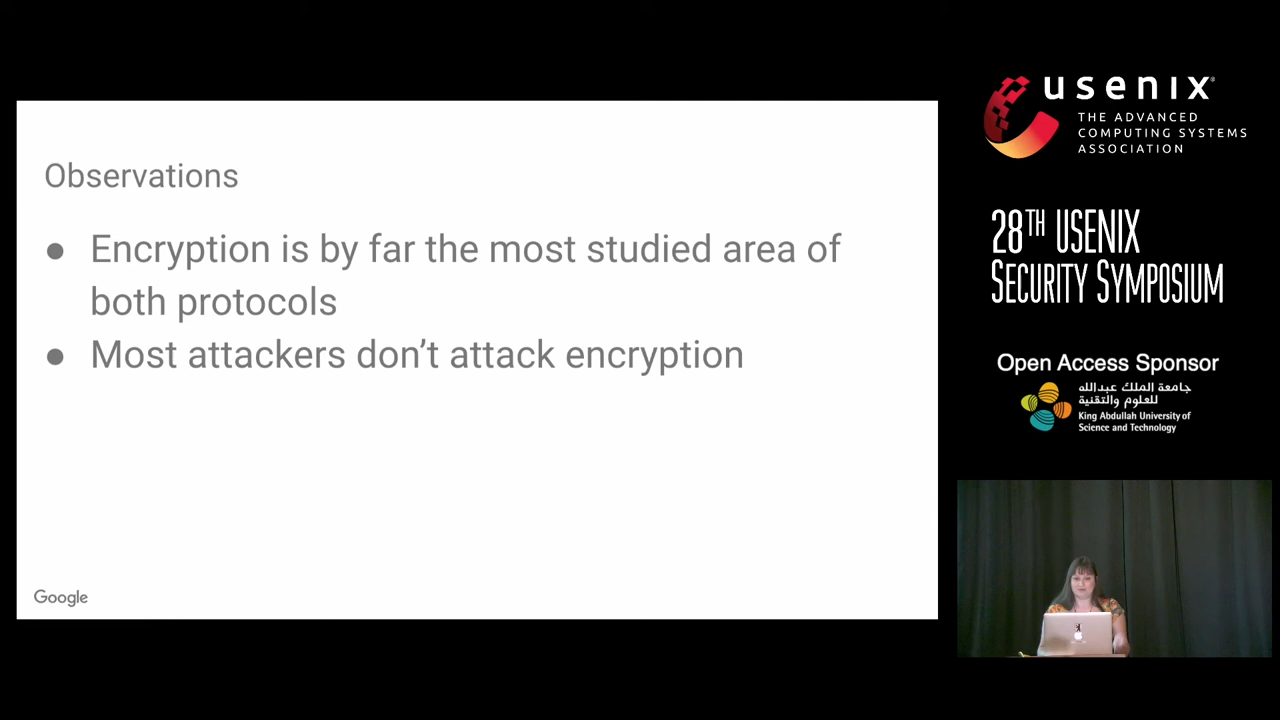 Observations
● Encryption is by far the most studied area of
both protocols
● Most attackers don’t attack encryption
Google
usenix
THE ADVANCED
COMPUTING SYSTEMS
ASSOCIATION
28TH USENIX
SECURITY SYMPOSIUM
Open Access Sponsor
جامعة الملك عبدالله
للعلوم والتقنية
King Abdullah University of
Science and Technology